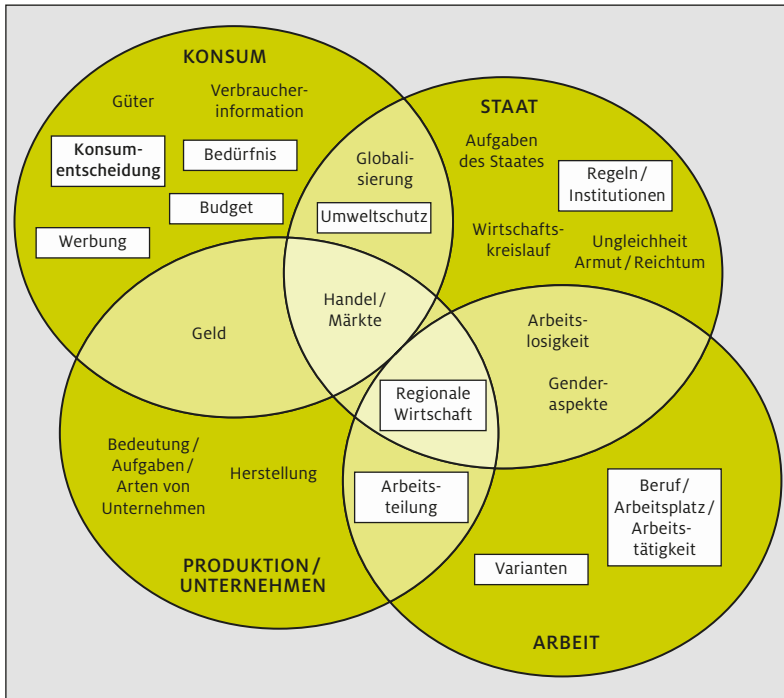 KONSUM
Güter
Verbraucher-
information
Konsum-
entscheidung
Bedürfnis
Budget
Werbung
Globali-
sierung
Umweltschutz
STAAT
Aufgaben
des Staates
Regeln /
Institutionen
Wirtschafts-
kreislauf
Ungleichheit
Armut / Reichtum
Handel /
Märkte
Geld
Arbeits-
losigkeit
Gender-
aspekte
Regionale
Wirtschaft
Bedeutung /
Aufgaben /
Arten von
Unternehmen
Herstellung
Arbeits-
teilung
PRODUKTION /
UNTERNEHMEN
Beruf /
Arbeitsplatz /
Arbeits-
tätigkeit
Varianten
ARBEIT